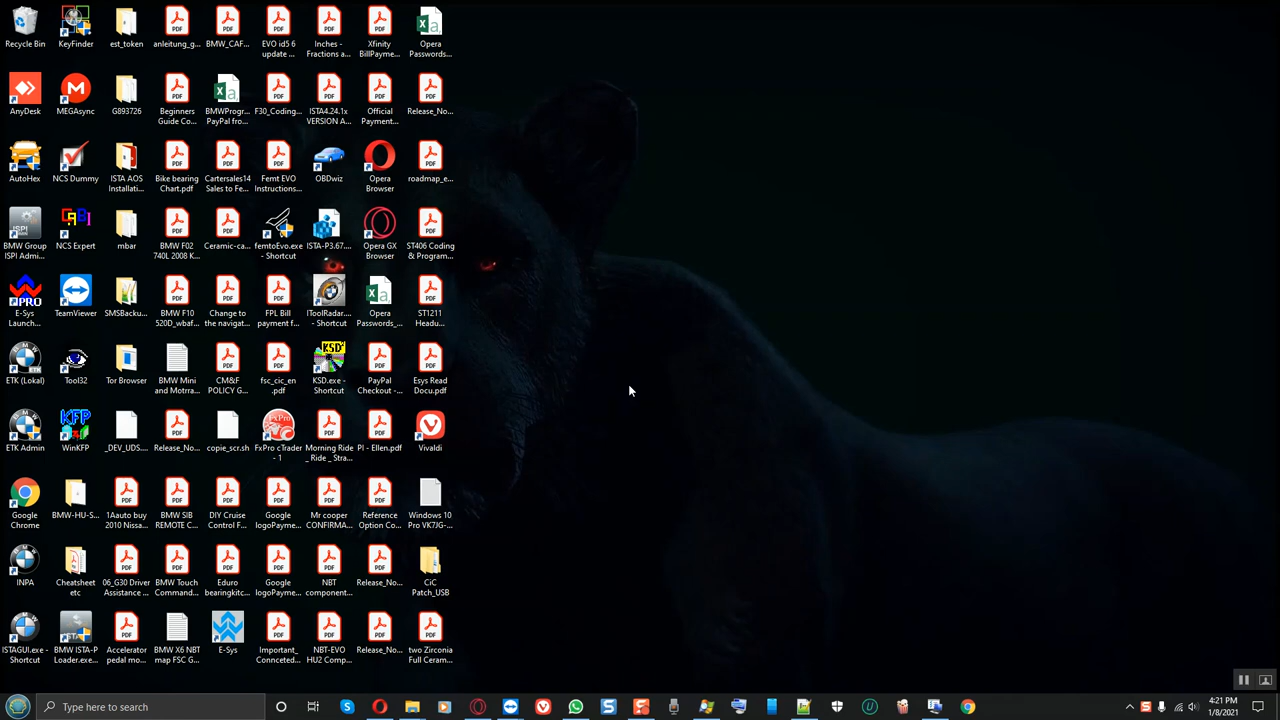 Recycle Bin
KeyFinder
est_token
anleitung_g...
BMW_CAF...
EVO id5 6
update ...
Inches -
Fractions a...
Xfinity
BillPayme...
Opera
Passwords...
AnyDesk
MEGAsync
G893726
Beginners
Guide Co...
BMWProgr...
PayPal fro...
F30_Coding...
ISTA4.24.1x
VERSION A...
Official
Payment...
Release_No...
AutoHex
NCS Dummy
ISTA AOS
Installati...
Bike bearing
Chart.pdf
Cartersales14
Sales to Fe...
Femt EVO
Instructions...
OBDwiz
Opera
Browser
roadmap_e...
BMW Group
ISPI Admi...
NCS Expert
mbar
BMW F02
740L 2008 K...
Ceramic-ca...
femtoEvo.exe
- Shortcut
ISTA-P3.67....
Opera GX
Browser
ST406 Coding
& Program...
PRO
E-Sys
Launch...
TeamViewer
SMSBacku...
BMW F10
520D_wbaf...
Change to
the navigat...
FPL Bill
payment f...
IToolRadar....
- Shortcut
Opera
Passwords_...
ST1211
Headu...
ETK (Lokal)
Tool32
Tor Browser
BMW Mini
and Motrra...
CM&F
POLICY G...
fsc_cic_en
.pdf
KSD
KSD.exe -
Shortcut
PayPal
Checkout -...
Esys Read
Docu.pdf
ETK Admin
WinKFP
_DEV_UDS....
Release_No...
copie_scr.sh
FxPro cTrader
- 1
Morning Ride
_ Ride _ Stra...
PI - Ellen.pdf
Vivaldi
Google
Chrome
BMW-HU-S...
1Aauto buy
2010 Nissa...
BMW SIB
REMOTE C...
DIY Cruise
Control F...
Google
logoPayme...
Mr cooper
CONFIRMA...
Reference
Option Co...
Windows 10
Pro VK7JG-...
INPA
Cheatsheet
etc
06_G30 Driver
Assistance ...
BMW Touch
Command...
Eduro
bearingkitc...
Google
logoPayme...
NBT
component...
Release_No...
CiC
Patch_USB
ISTAGUI.exe -
Shortcut
BMW ISTA-P
Loader.exe...
Accelerator
pedal mo...
BMW X6 NBT
map FSC G...
E-Sys
Important_
Connceted...
NBT-EVO
HU2 Comp...
Release_No...
two Zirconia
Full Ceram...
Type here to search
4:21 PM
1/8/2021